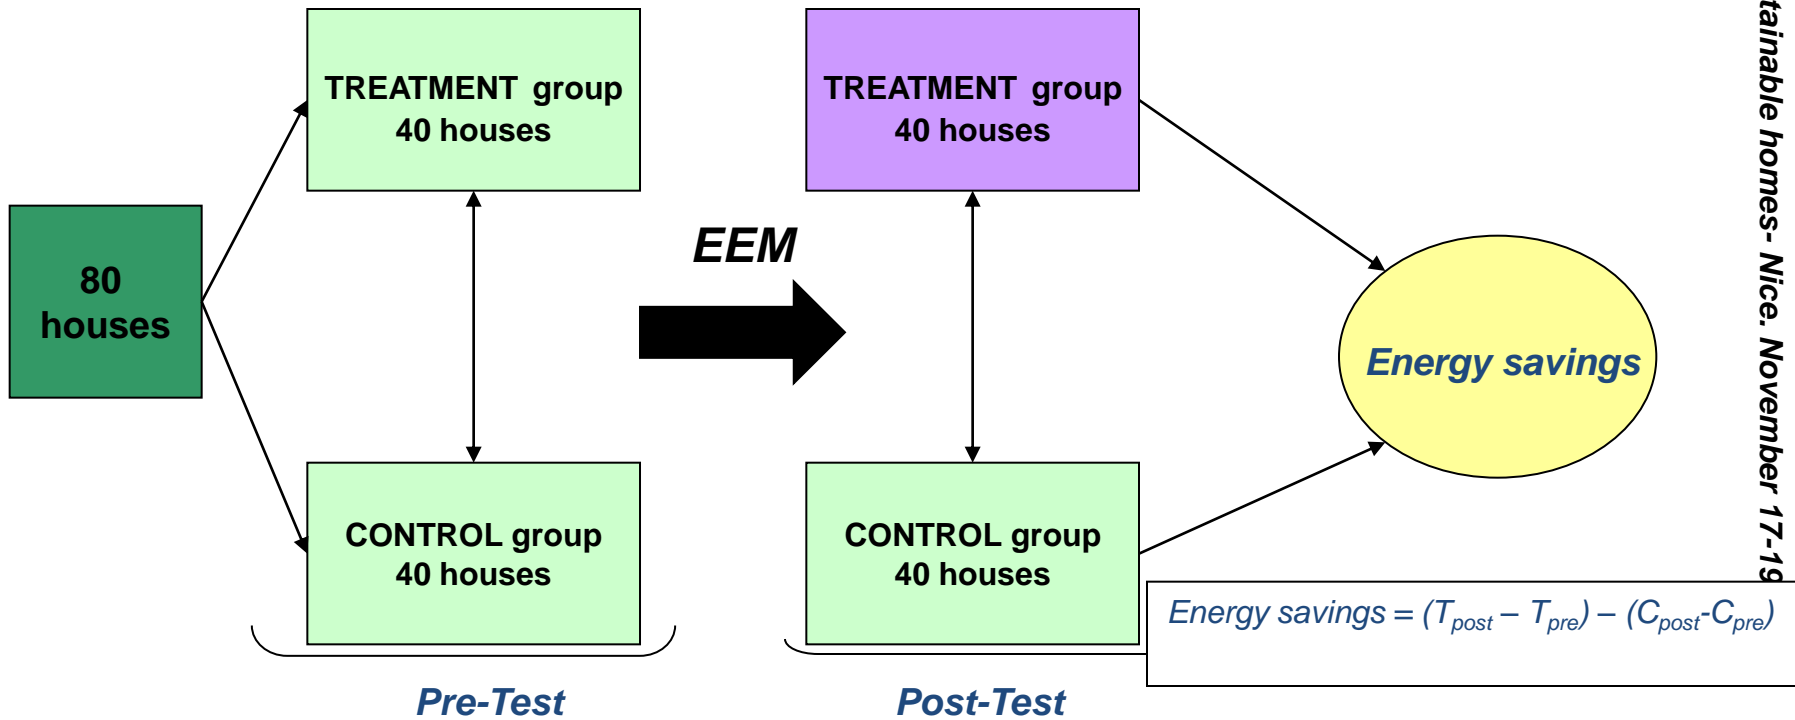 80
houses
TREATMENT group
40 houses
CONTROL group
40 houses
Pre-Test
EEM
TREATMENT group
40 houses
CONTROL group
40 houses
Post-Test
Energy savings
Energy savings = (Tpost – Tpre) – (Cpost-Cpre)
tainable homes- Nice. November 17-19